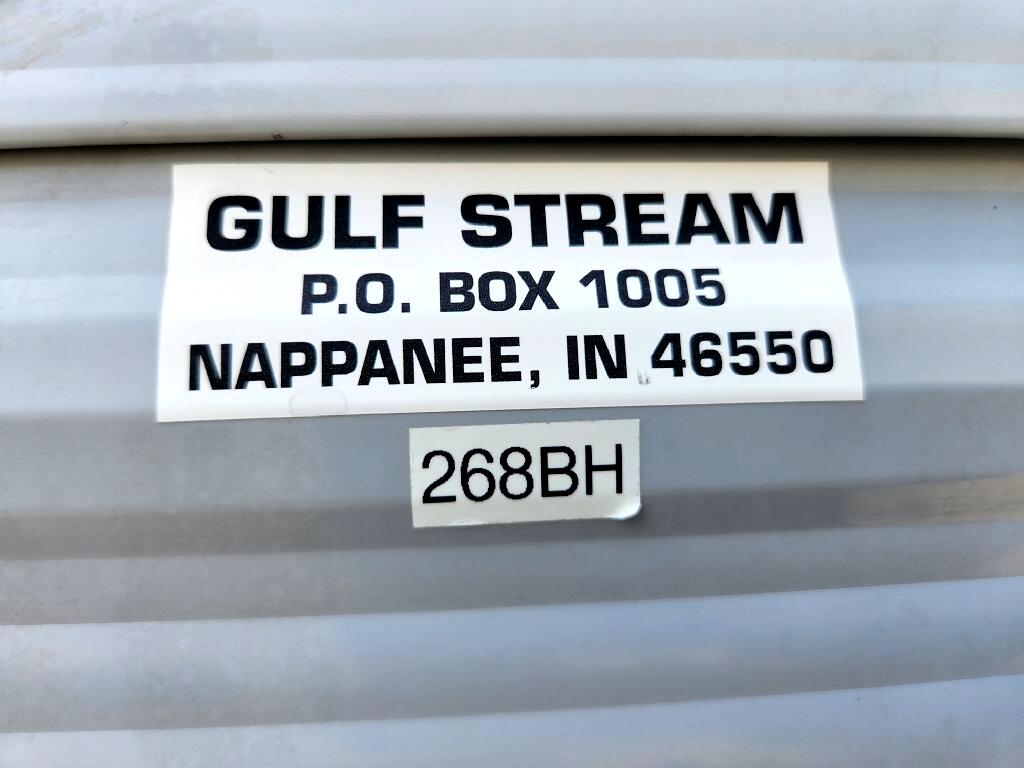 GULF STREAM
P.O. BOX 1005
NAPPANEE, IN 46550
268BH